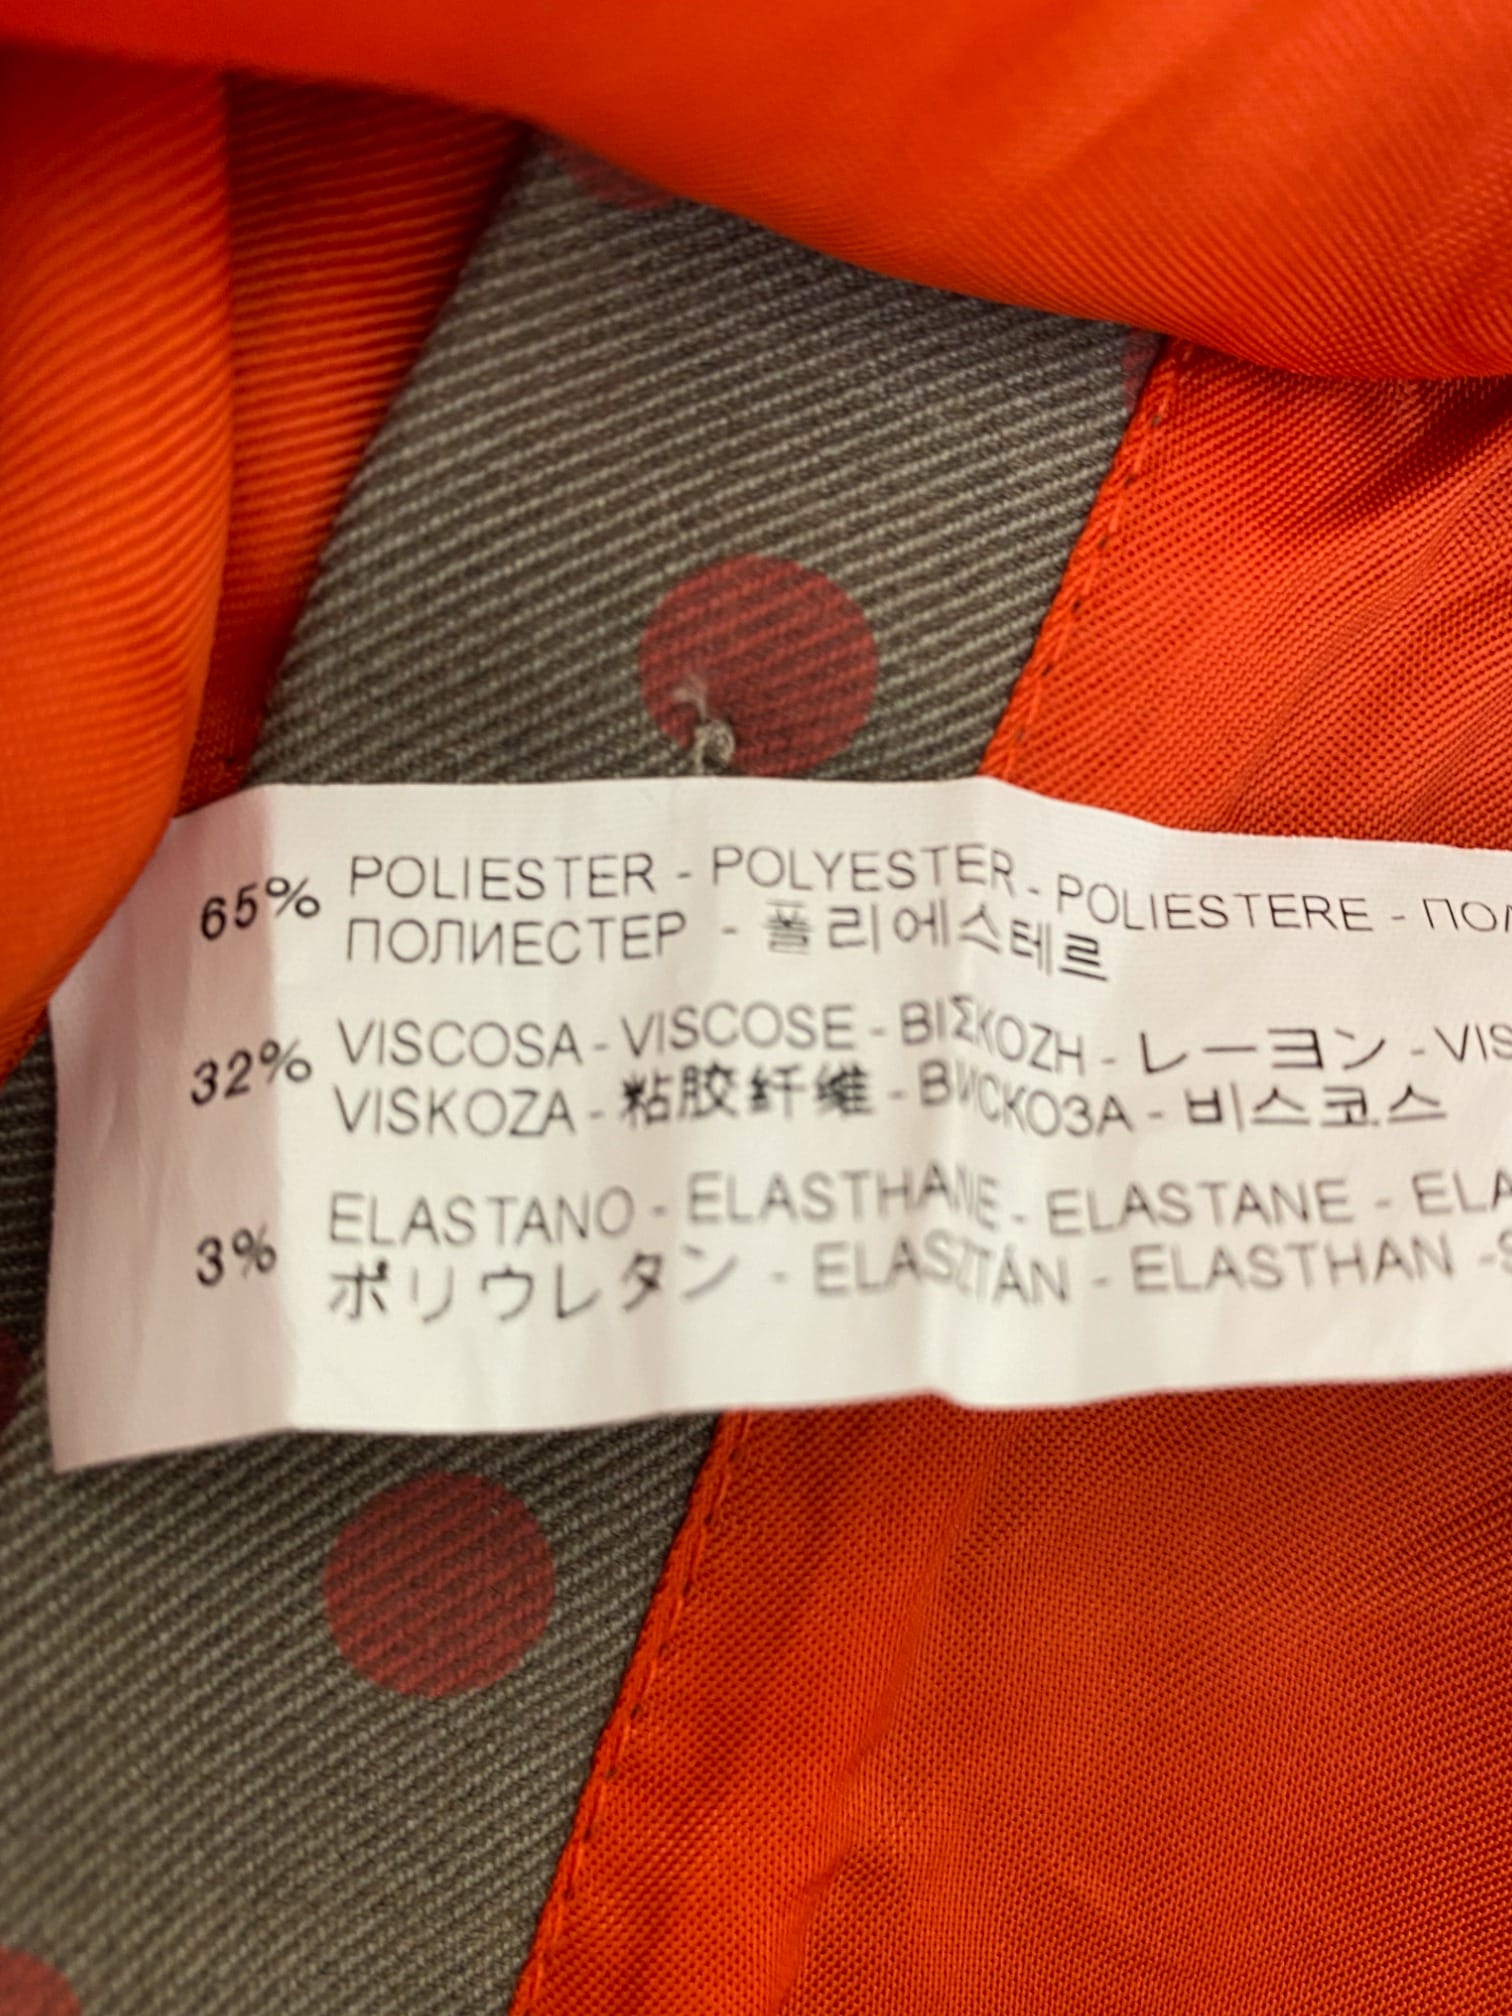 65% POLIESTER - POLYESTER - POLIESTERE -
ПОЛИЕСТЕР - 폴리에스테르
32% VISCOSA - VISCOSE - ΒΙΣΚΟΖΗ - レーヨン -
VISKOZA - 粘胶纤维 - ВИСКОЗА - 비스코스
3% ELASTANO - ELASTHANE - ELASTANE -
ポリウレタン - ELASZTÁN - ELASTHAN -